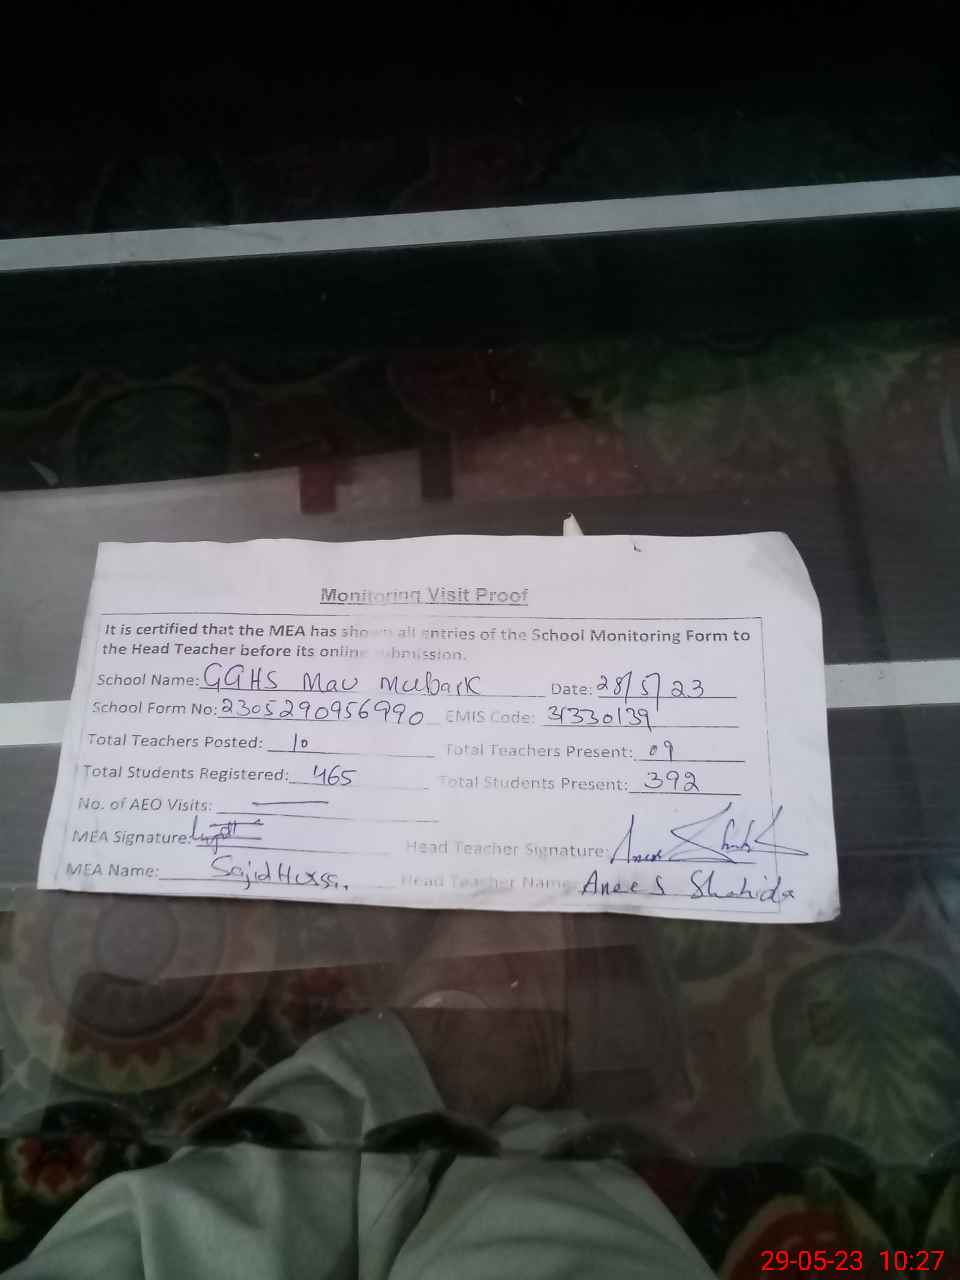 Monitoring Visit Proof
It is certified that the MEA has shown all entries of the School Monitoring Form to
the Head Teacher before its online submission.
School Name: GGHS Mau Mubark Date: 28/5/23
School Form No: 2305290956990 EMIS Code: 31330139
Total Teachers Posted: 10 Total Teachers Present: 09
Total Students Registered: 465 Total Students Present: 392
No. of AEO Visits: —
MEA Signature: Head Teacher Signature:
MEA Name: Sajid Head Teacher Name: Anees Shahida
29-05-23 10:27